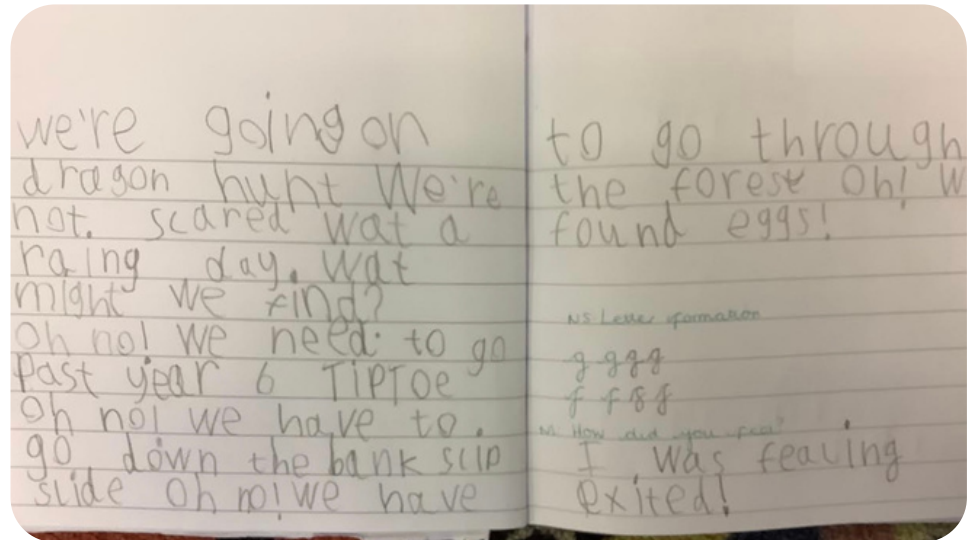 we're going on
dragon hunt We're
not. scared wat a
raing day. wat
might we find?
oh no! we need. to go
Past year 6 TIPTOe
oh no! we have to.
go down the bank slip
slide Oh no! we have
to go through
the forest Oh! W
found eggs!
NS Letter formation
g g g g
f f f f
NS How did you feel?
I was fealing
exited!